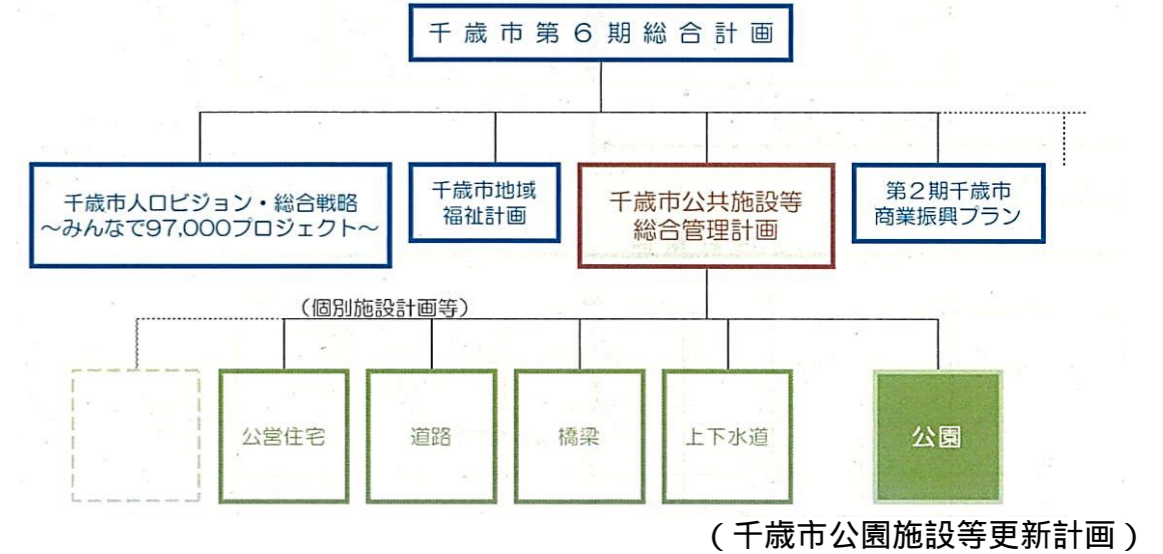 千歳市第6期総合計画
千歳市人口ビジョン・総合戦略
～みんなで97,000プロジェクト～
千歳市地域
福祉計画
千歳市公共施設等
総合管理計画
第2期千歳市
商業振興プラン
(個別施設計画等)
公営住宅
道路
橋梁
上下水道
公園
(千歳市公園施設等更新計画)